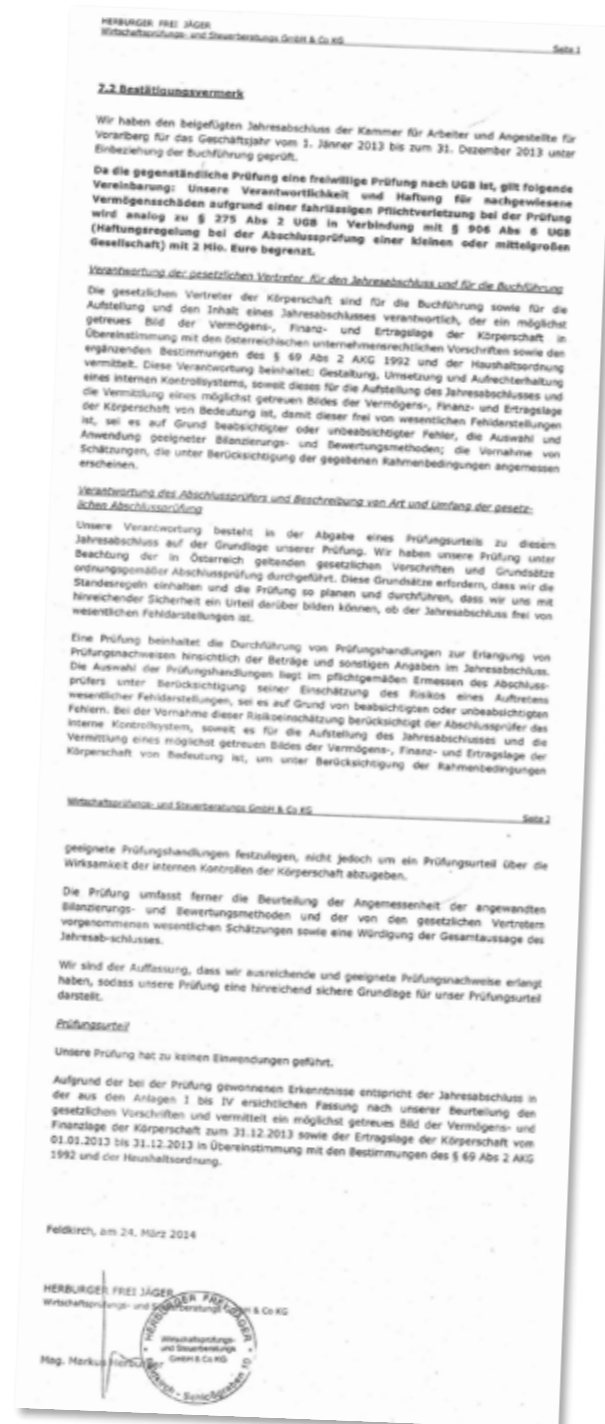 HERBURGER FREI JÄGER
Wirtschaftsprüfungs- und Steuerberatungs GmbH & Co KG Seite 1
7.2 Bestätigungsvermerk
Wir haben den beigefügten Jahresabschluss der Kammer für Arbeiter und Angestellte für
Vorarlberg für das Geschäftsjahr vom 1. Jänner 2013 bis zum 31. Dezember 2013 unter
Einbeziehung der Buchführung geprüft.
Da die gegenständliche Prüfung eine freiwillige Prüfung nach UGB ist, gilt folgende
Vereinbarung: Unsere Verantwortlichkeit und Haftung für nachgewiesene
Vermögensschäden aufgrund einer fahrlässigen Pflichtverletzung bei der Prüfung
wird analog zu § 275 Abs 2 UGB in Verbindung mit § 906 Abs 6 UGB
(Haftungsregelung bei der Abschlussprüfung einer kleinen oder mittelgroßen
Gesellschaft) mit 2 Mio. Euro begrenzt.
Verantwortung der gesetzlichen Vertreter für den Jahresabschluss und für die Buchführung
Die gesetzlichen Vertreter der Körperschaft sind für die Buchführung sowie für die
Aufstellung und den Inhalt eines Jahresabschlusses verantwortlich, der ein möglichst
getreues Bild der Vermögens-, Finanz- und Ertragslage der Körperschaft in
Übereinstimmung mit den österreichischen unternehmensrechtlichen Vorschriften sowie den
ergänzenden Bestimmungen des § 69 Abs 2 AKG 1992 und der Haushaltsordnung
vermittelt. Diese Verantwortung beinhaltet: Gestaltung, Umsetzung und Aufrechterhaltung
eines internen Kontrollsystems, soweit dieses für die Aufstellung des Jahresabschlusses und
die Vermittlung eines möglichst getreuen Bildes der Vermögens-, Finanz- und Ertragslage
der Körperschaft von Bedeutung ist, damit dieser frei von wesentlichen Fehldarstellungen
ist, sei es auf Grund beabsichtigter oder unbeabsichtigter Fehler, die Auswahl und
Anwendung geeigneter Bilanzierungs- und Bewertungsmethoden; die Vornahme von
Schätzungen, die unter Berücksichtigung der gegebenen Rahmenbedingungen angemessen
erscheinen.
Verantwortung des Abschlussprüfers und Beschreibung von Art und Umfang der gesetz-
lichen Abschlussprüfung
Unsere Verantwortung besteht in der Abgabe eines Prüfungsurteils zu diesem
Jahresabschluss auf der Grundlage unserer Prüfung. Wir haben unsere Prüfung unter
Beachtung der in Österreich geltenden gesetzlichen Vorschriften und Grundsätze
ordnungsgemäßer Abschlussprüfung durchgeführt. Diese Grundsätze erfordern, dass wir die
Standesregeln einhalten und die Prüfung so planen und durchführen, dass wir uns mit
hinreichender Sicherheit ein Urteil darüber bilden können, ob der Jahresabschluss frei von
wesentlichen Fehldarstellungen ist.
Eine Prüfung beinhaltet die Durchführung von Prüfungshandlungen zur Erlangung von
Prüfungsnachweisen hinsichtlich der Beträge und sonstigen Angaben im Jahresabschluss.
Die Auswahl der Prüfungshandlungen liegt im pflichtgemäßen Ermessen des Abschluss-
prüfers unter Berücksichtigung seiner Einschätzung des Risikos eines Auftretens
wesentlicher Fehldarstellungen, sei es auf Grund von beabsichtigten oder unbeabsichtigten
Fehlern. Bei der Vornahme dieser Risikoeinschätzung berücksichtigt der Abschlussprüfer das
interne Kontrollsystem, soweit es für die Aufstellung des Jahresabschlusses und die
Vermittlung eines möglichst getreuen Bildes der Vermögens-, Finanz- und Ertragslage der
Körperschaft von Bedeutung ist, um unter Berücksichtigung der Rahmenbedingungen
Wirtschaftsprüfungs- und Steuerberatungs GmbH & Co KG Seite 2
geeignete Prüfungshandlungen festzulegen, nicht jedoch um ein Prüfungsurteil über die
Wirksamkeit der internen Kontrollen der Körperschaft abzugeben.
Die Prüfung umfasst ferner die Beurteilung der Angemessenheit der angewandten
Bilanzierungs- und Bewertungsmethoden und der von den gesetzlichen Vertretern
vorgenommenen wesentlichen Schätzungen sowie eine Würdigung der Gesamtaussage des
Jahresab-schlusses.
Wir sind der Auffassung, dass wir ausreichende und geeignete Prüfungsnachweise erlangt
haben, sodass unsere Prüfung eine hinreichend sichere Grundlage für unser Prüfungsurteil
darstellt.
Prüfungsurteil
Unsere Prüfung hat zu keinen Einwendungen geführt.
Aufgrund der bei der Prüfung gewonnenen Erkenntnisse entspricht der Jahresabschluss in
der aus den Anlagen I bis IV ersichtlichen Fassung nach unserer Beurteilung den
gesetzlichen Vorschriften und vermittelt ein möglichst getreues Bild der Vermögens- und
Finanzlage der Körperschaft zum 31.12.2013 sowie der Ertragslage der Körperschaft vom
01.01.2013 bis 31.12.2013 in Übereinstimmung mit den Bestimmungen des § 69 Abs 2 AKG
1992 und der Haushaltsordnung.
Feldkirch, am 24. März 2014
HERBURGER FREI JÄGER
Wirtschaftsprüfungs- und Steuerberatungs GmbH & Co KG
Mag. Markus Herburger
HERBURGER FREI JÄGER
Wirtschaftsprüfungs-
und Steuerberatungs
GmbH & Co KG
Feldkirch - Schloßgraben 10